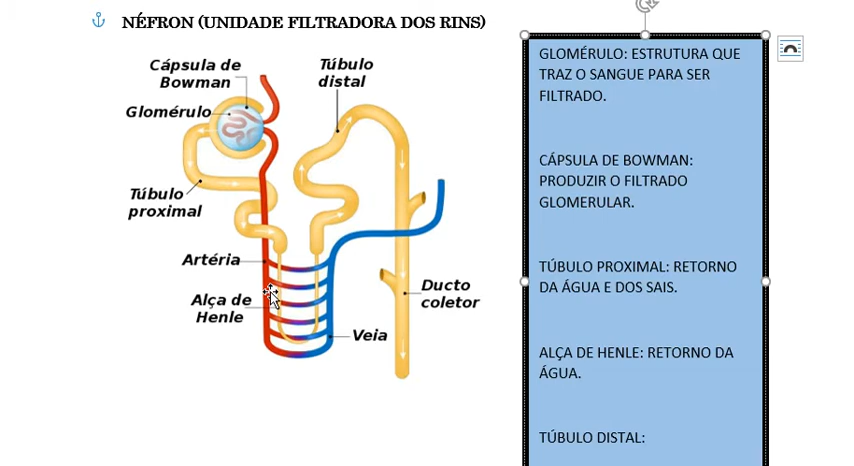 NÉFRON (UNIDADE FILTRADORA DOS RINS)
Cápsula de
Bowman
Túbulo
distal
Glomérulo
Túbulo
proximal
Artéria
Alça de
Henle
Ducto
coletor
Veia
GLOMÉRULO: ESTRUTURA QUE
TRAZ O SANGUE PARA SER
FILTRADO.
CÁPSULA DE BOWMAN:
PRODUZIR O FILTRADO
GLOMERULAR.
TÚBULO PROXIMAL: RETORNO
DA ÁGUA E DOS SAIS.
ALÇA DE HENLE: RETORNO DA
ÁGUA.
TÚBULO DISTAL: